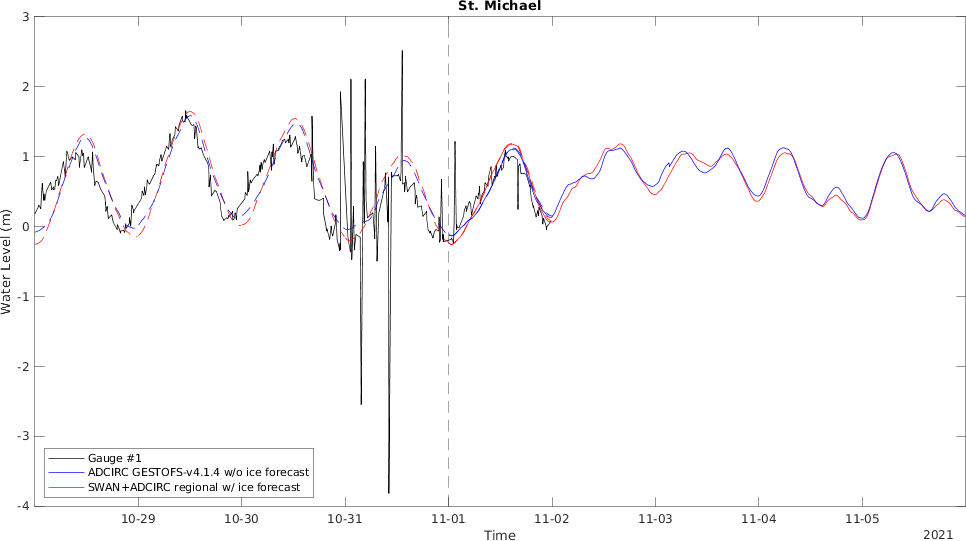 St. Michael
3
2
1
0
-1
-2
-3
-4
Water Level (m)
Gauge #1
ADCIRC GESTOFS-v4.1.4 w/o ice forecast
SWAN+ADCIRC regional w/ ice forecast
10-29 10-30 10-31 11-01 11-02 11-03 11-04 11-05
Time
2021